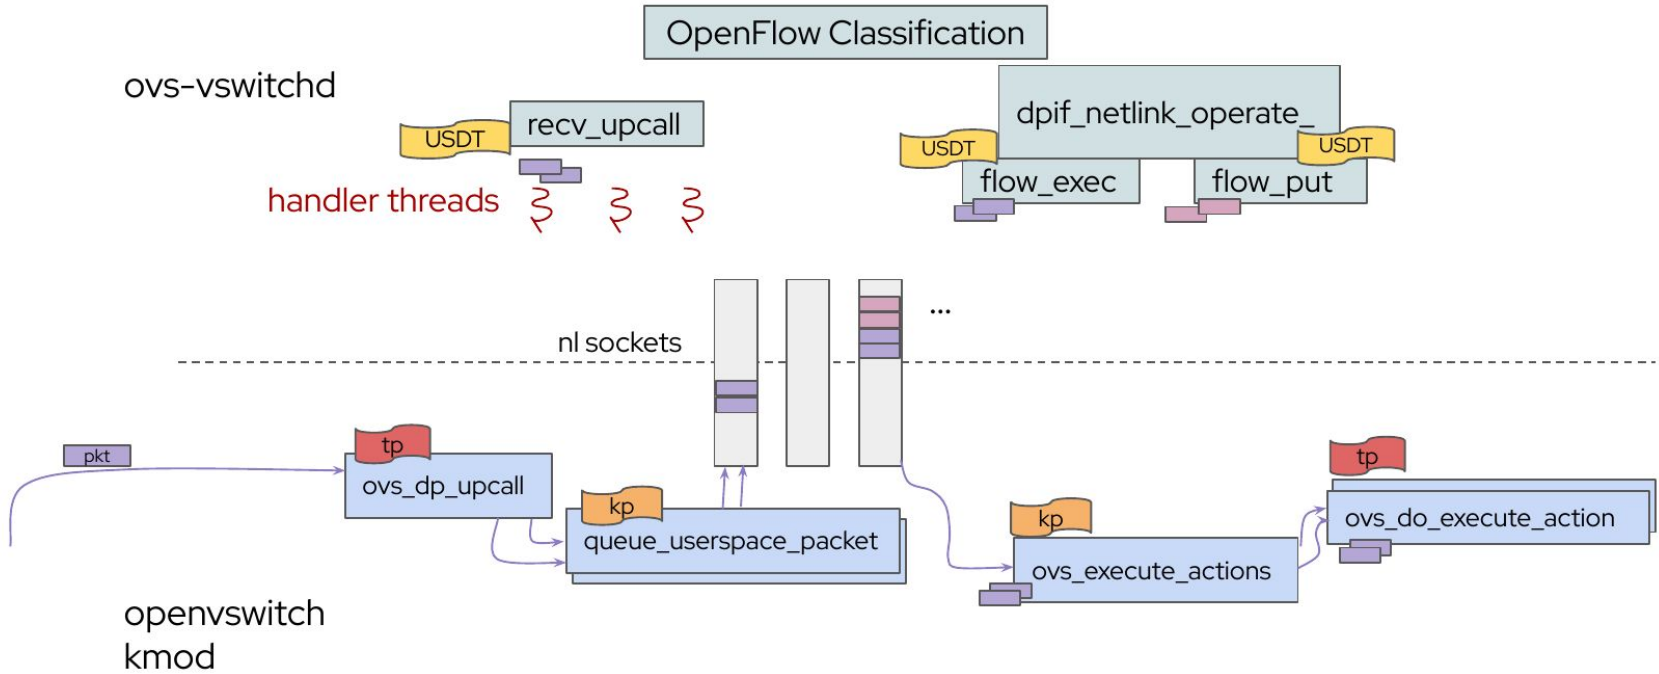 OpenFlow Classification
ovs-vswitchd
USDT
recv_upcall
dpif_netlink_operate_
USDT
USDT
flow_exec
flow_put
handler threads
...
nl sockets
pkt
tp
ovs_dp_upcall
kp
queue_userspace_packet
tp
kp
ovs_do_execute_action
ovs_execute_actions
openvswitch
kmod